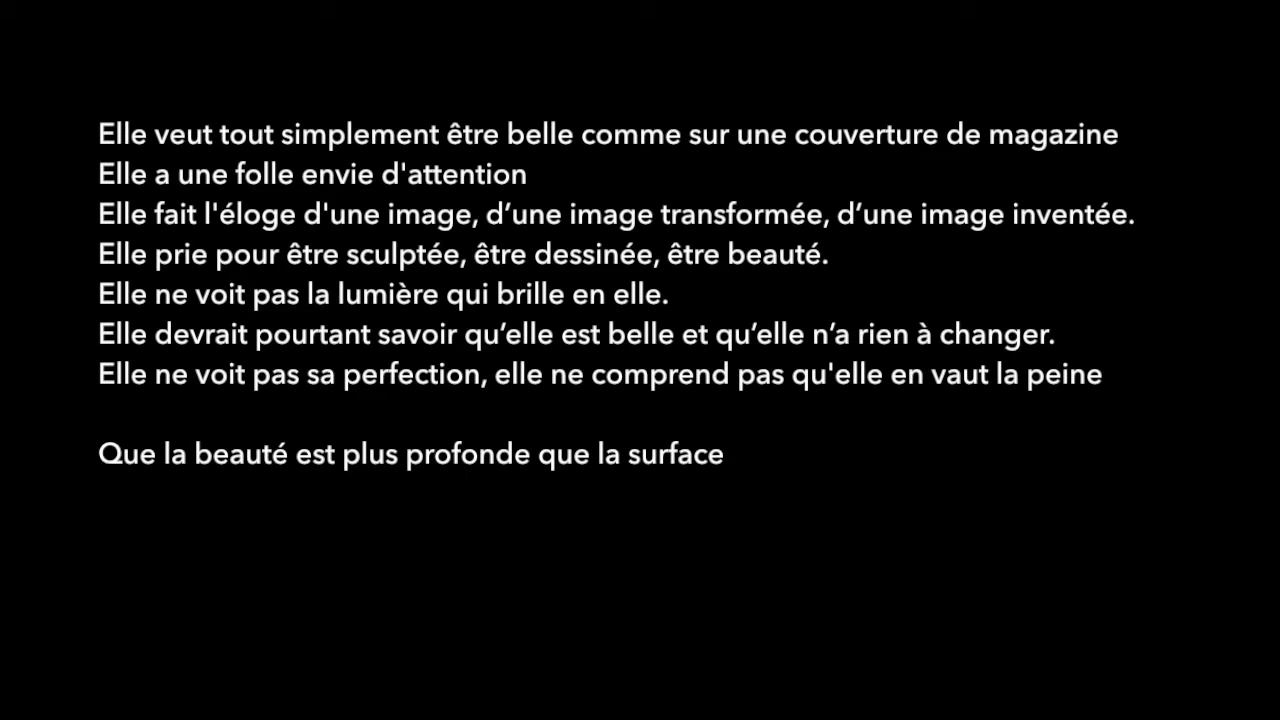 Elle veut tout simplement être belle comme sur une couverture de magazine
Elle a une folle envie d'attention
Elle fait l'éloge d'une image, d’une image transformée, d’une image inventée.
Elle prie pour être sculptée, être dessinée, être beauté.
Elle ne voit pas la lumière qui brille en elle.
Elle devrait pourtant savoir qu’elle est belle et qu’elle n’a rien à changer.
Elle ne voit pas sa perfection, elle ne comprend pas qu'elle en vaut la peine
Que la beauté est plus profonde que la surface